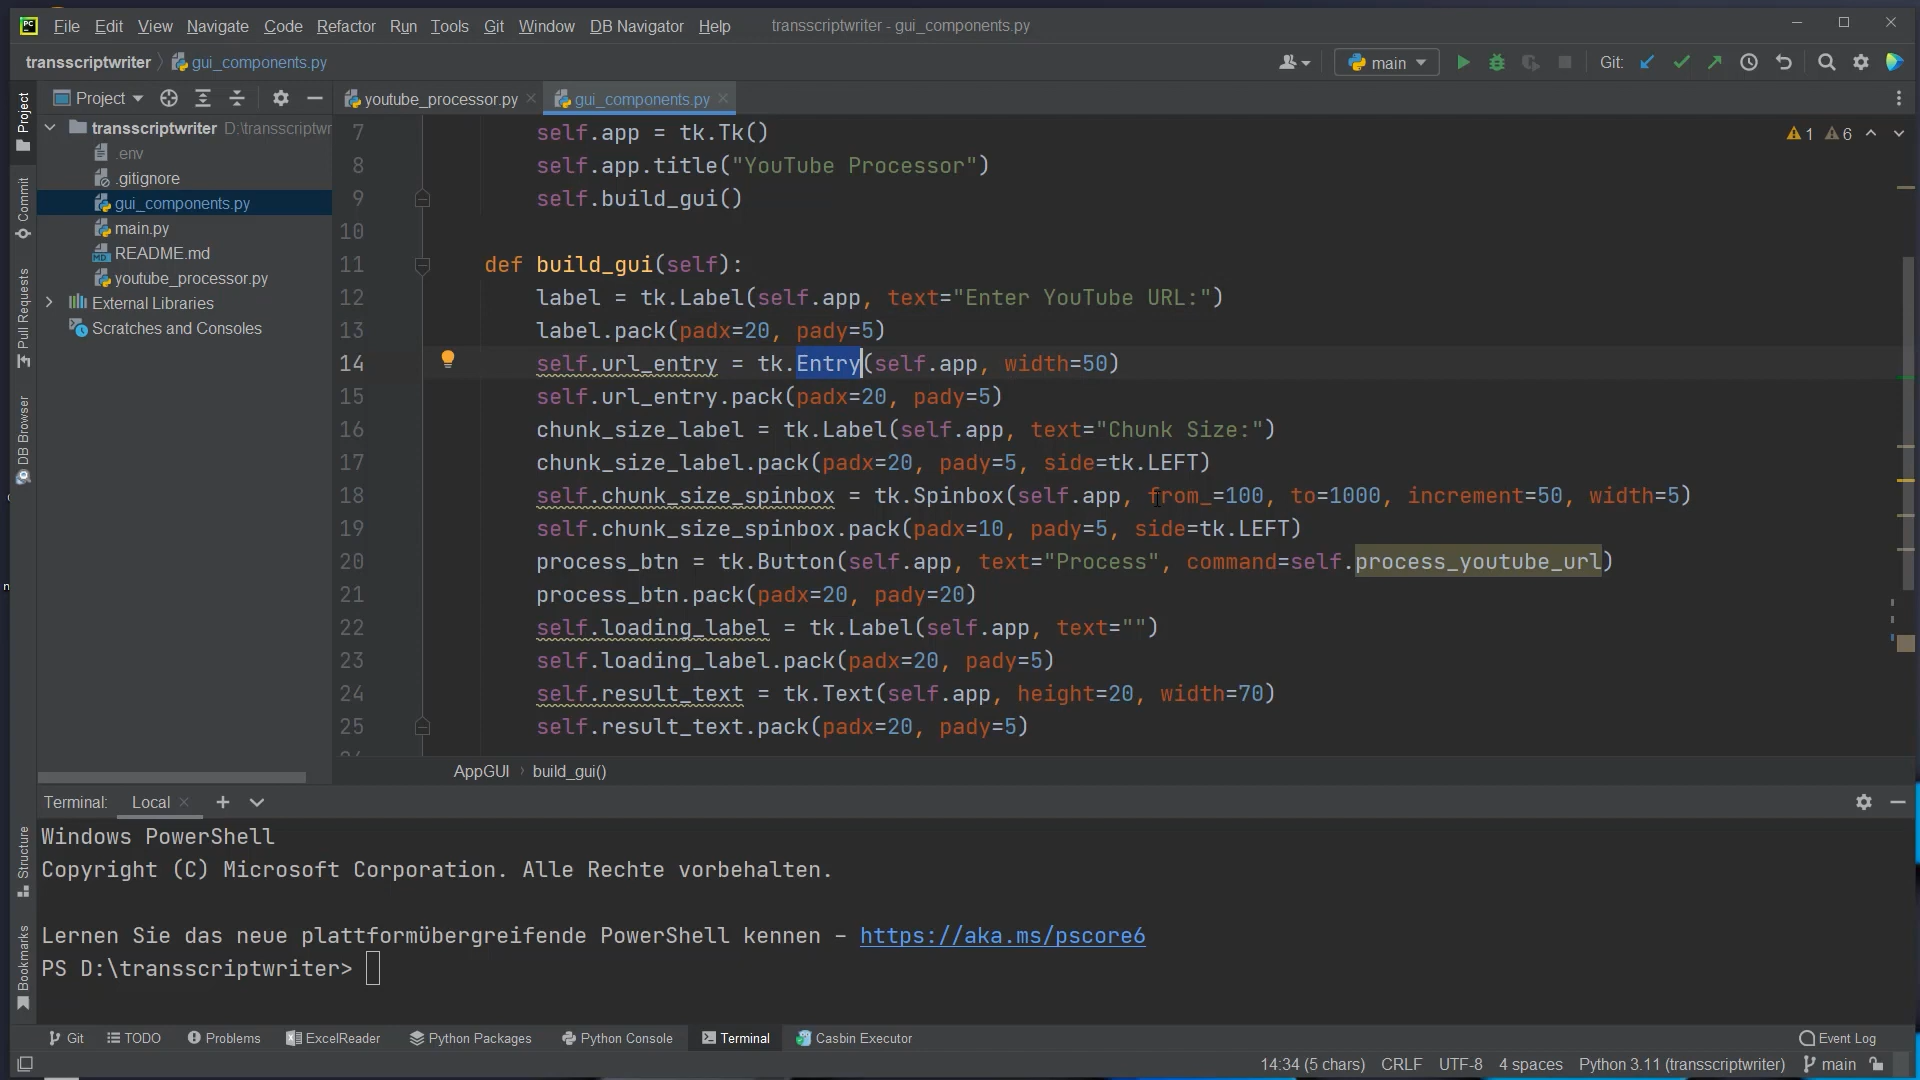 File Edit View Navigate Code Refactor Run Tools Git Window DB Navigator Help transscriptwriter - gui_components.py
transscriptwriter gui_components.py main Git:
Project youtube_processor.py gui_components.py
transscriptwriter D:\transscriptwr
.env
.gitignore
gui_components.py
main.py
README.md
youtube_processor.py
External Libraries
Scratches and Consoles
Project
Commit
Pull Requests
DB Browser
Structure
Bookmarks
1 6
7 self.app = tk.Tk()
8 self.app.title("YouTube Processor")
9 self.build_gui()
10
11 def build_gui(self):
12 label = tk.Label(self.app, text="Enter YouTube URL:")
13 label.pack(padx=20, pady=5)
14 self.url_entry = tk.Entry(self.app, width=50)
15 self.url_entry.pack(padx=20, pady=5)
16 chunk_size_label = tk.Label(self.app, text="Chunk Size:")
17 chunk_size_label.pack(padx=20, pady=5, side=tk.LEFT)
18 self.chunk_size_spinbox = tk.Spinbox(self.app, from_=100, to=1000, increment=50, width=5)
19 self.chunk_size_spinbox.pack(padx=10, pady=5, side=tk.LEFT)
20 process_btn = tk.Button(self.app, text="Process", command=self.process_youtube_url)
21 process_btn.pack(padx=20, pady=20)
22 self.loading_label = tk.Label(self.app, text="")
23 self.loading_label.pack(padx=20, pady=5)
24 self.result_text = tk.Text(self.app, height=20, width=70)
25 self.result_text.pack(padx=20, pady=5)
AppGUI build_gui()
Terminal: Local
Windows PowerShell
Copyright (C) Microsoft Corporation. Alle Rechte vorbehalten.
Lernen Sie das neue plattformübergreifende PowerShell kennen – https://aka.ms/pscore6
PS D:\transscriptwriter>
Git TODO Problems ExcelReader Python Packages Python Console Terminal Casbin Executor Event Log
14:34 (5 chars) CRLF UTF-8 4 spaces Python 3.11 (transscriptwriter) main